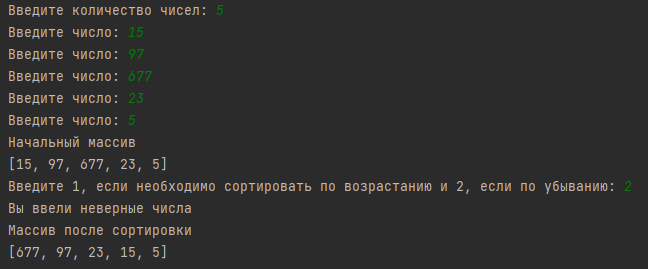 Введите количество чисел: 5
Введите число: 15
Введите число: 97
Введите число: 677
Введите число: 23
Введите число: 5
Начальный массив
[15, 97, 677, 23, 5]
Введите 1, если необходимо сортировать по возрастанию и 2, если по убыванию: 2
Вы ввели неверные числа
Массив после сортировки
[677, 97, 23, 15, 5]